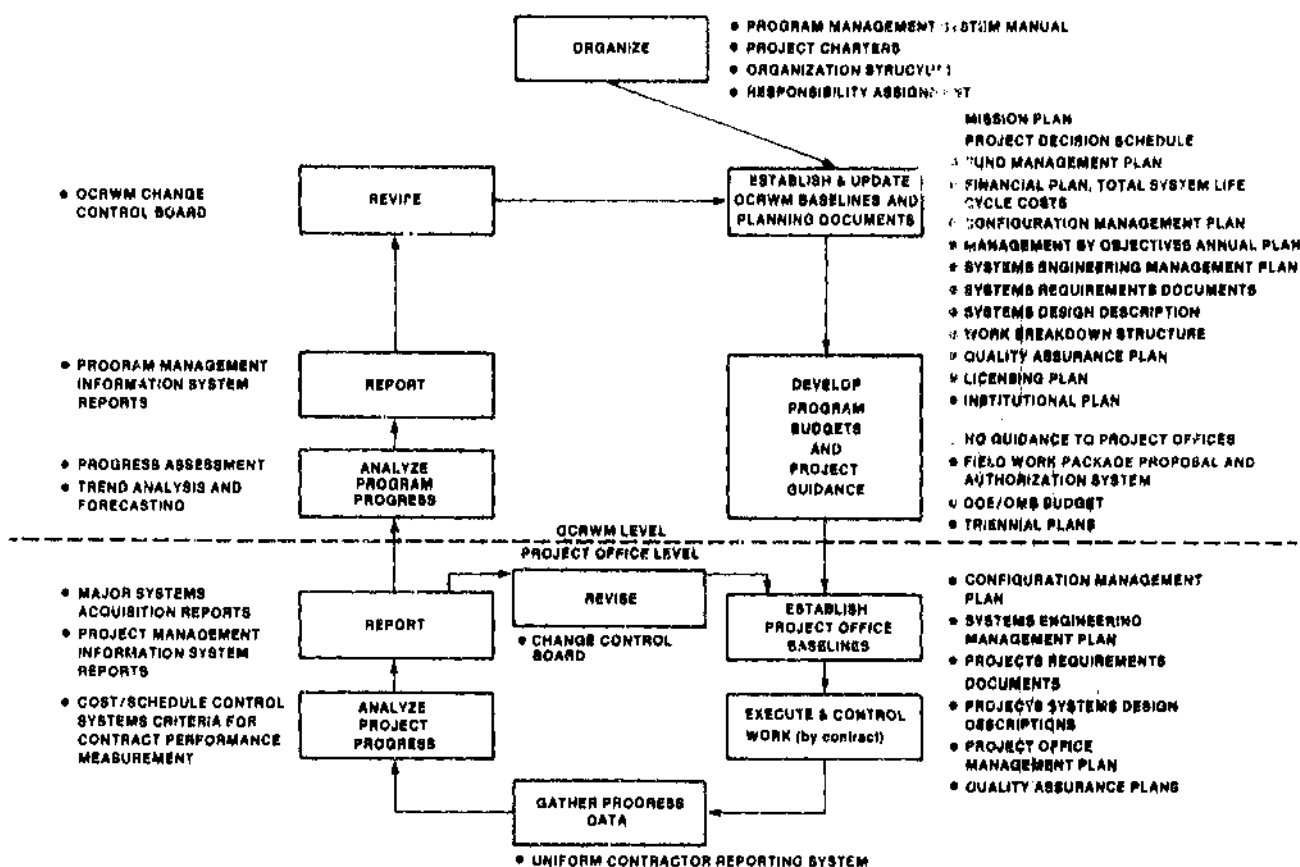 ORGANIZE
• PROGRAM MANAGEMENT SYSTEM MANUAL
• PROJECT CHARTERS
• ORGANIZATION
• RESPONSIBILITY ASSIGNMENT
MISSION PLAN
PROJECT DECISION SCHEDULE
FUND MANAGEMENT PLAN
FINANCIAL PLAN, TOTAL SYSTEM LIFE
CYCLE COSTS
CONFIGURATION MANAGEMENT PLAN
• MANAGEMENT BY OBJECTIVES ANNUAL PLAN
• SYSTEMS ENGINEERING MANAGEMENT PLAN
• SYSTEMS REQUIREMENTS DOCUMENTS
• SYSTEMS DESIGN DESCRIPTION
• WORK BREAKDOWN STRUCTURE
• QUALITY ASSURANCE PLAN
• LICENSING PLAN
• INSTITUTIONAL PLAN
• OCRWM CHANGE
CONTROL BOARD
REVISE
ESTABLISH & UPDATE
OCRWM BASELINES AND
PLANNING DOCUMENTS
• PROGRAM MANAGEMENT
INFORMATION SYSTEM
REPORTS
REPORT
DEVELOP
PROGRAM
BUDGETS
AND
PROJECT
GUIDANCE
GUIDANCE TO PROJECT OFFICES
• FIELD WORK PACKAGE PROPOSAL AND
AUTHORIZATION SYSTEM
• DOE/OMB BUDGET
• TRIENNIAL PLANS
• PROGRESS ASSESSMENT
• TREND ANALYSIS AND
FORECASTING
ANALYZE
PROGRAM
PROGRESS
OCRWM LEVEL
PROJECT OFFICE LEVEL
• MAJOR SYSTEMS
ACQUISITION REPORTS
• PROJECT MANAGEMENT
INFORMATION SYSTEM
REPORTS
REPORT
REVISE
• CHANGE CONTROL
BOARD
ESTABLISH
PROJECT OFFICE
BASELINES
• CONFIGURATION MANAGEMENT
PLAN
• SYSTEMS ENGINEERING
MANAGEMENT PLAN
• PROJECTS REQUIREMENTS
DOCUMENTS
• PROJECTS SYSTEMS DESIGN
DESCRIPTIONS
• PROJECT OFFICE
MANAGEMENT PLAN
• QUALITY ASSURANCE PLANS
• COST/SCHEDULE CONTROL
SYSTEMS CRITERIA FOR
CONTRACT PERFORMANCE
MEASUREMENT
ANALYZE
PROJECT
PROGRESS
EXECUTE & CONTROL
WORK (by contract)
GATHER PROGRESS
DATA
• UNIFORM CONTRACTOR REPORTING SYSTEM